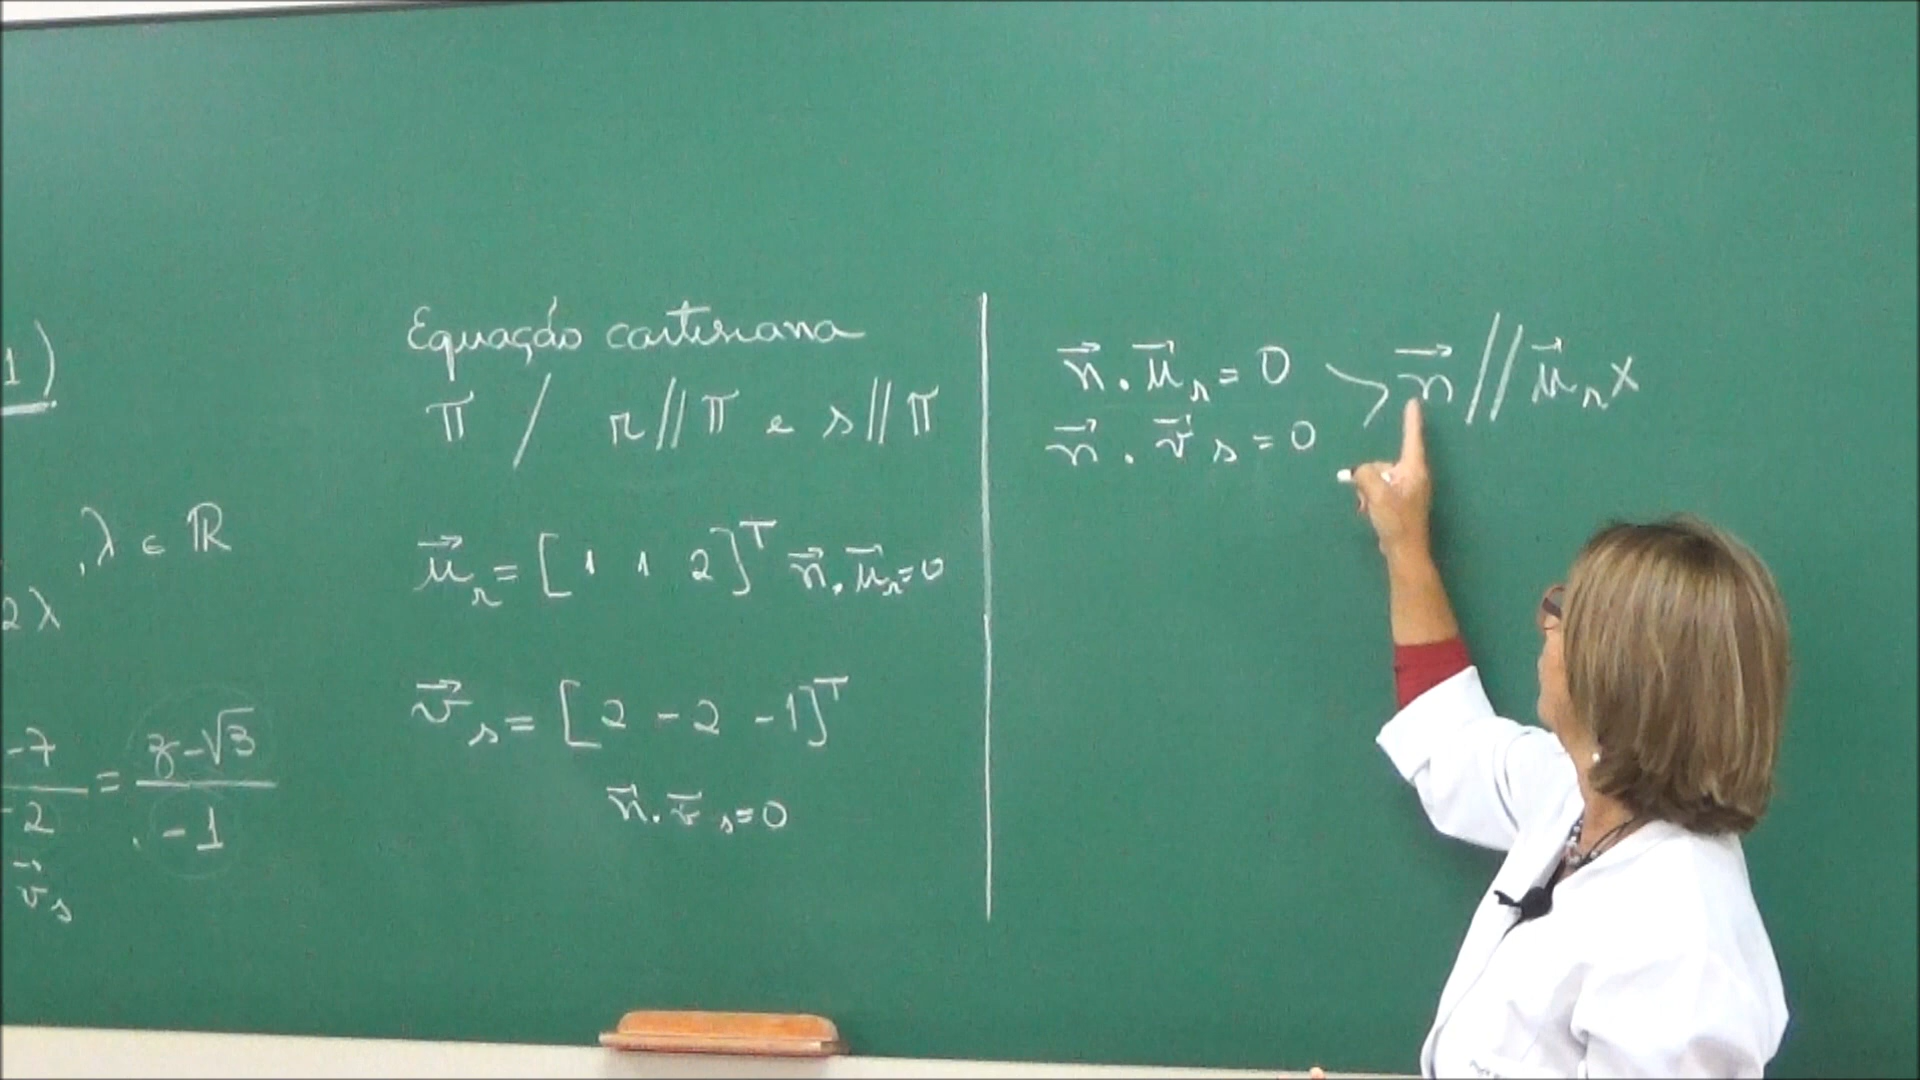 1)
, λ ∈ ℝ
2λ
-7 / -2 = z-√3 / -1
v⃗s
Equação cartesiana
π / r//π e s//π
u⃗r = [1 1 2]ᵀ n⃗.u⃗r=0
v⃗s = [2 -2 -1]ᵀ
n⃗.v⃗s=0
n⃗.u⃗r=0 > n⃗//u⃗r x
n⃗.v⃗s=0